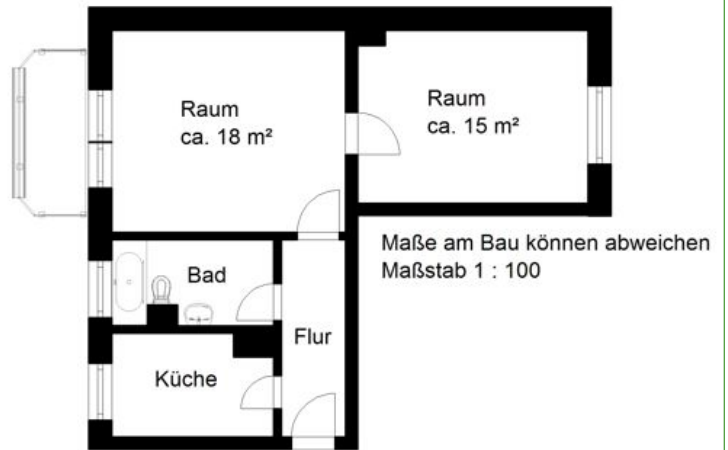 Raum
ca. 18 m²
Raum
ca. 15 m²
Maße am Bau können abweichen
Maßstab 1 : 100
Bad
Flur
Küche